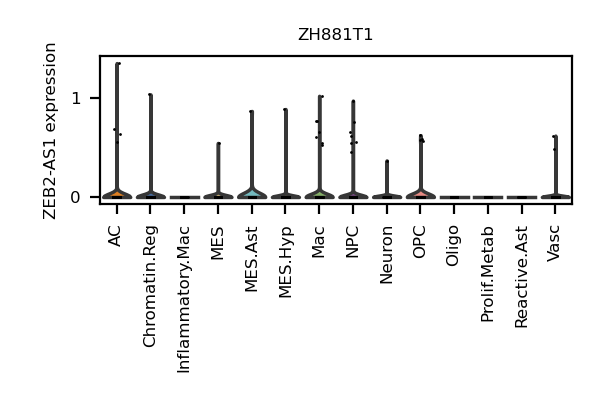 ZH881T1
ZEB2-AS1 expression
1
0
AC
Chromatin.Reg
Inflammatory.Mac
MES
MES.Ast
MES.Hyp
Mac
NPC
Neuron
OPC
Oligo
Prolif.Metab
Reactive.Ast
Vasc